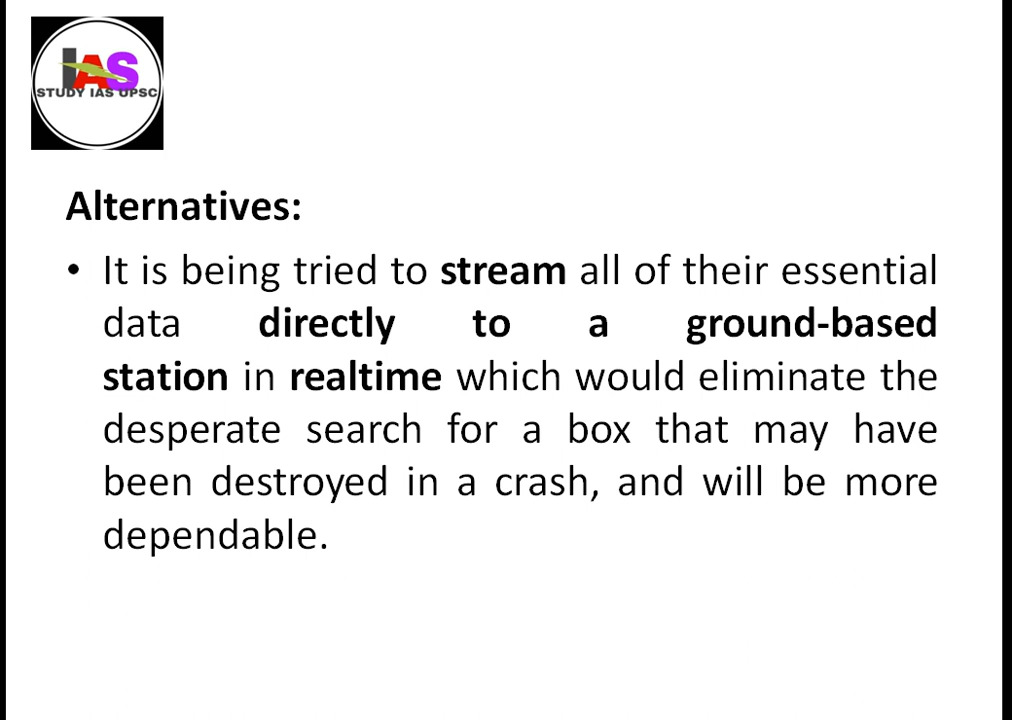 IAS
STUDY IAS UPSC
Alternatives:
• It is being tried to stream all of their essential
data directly to a ground-based
station in realtime which would eliminate the
desperate search for a box that may have
been destroyed in a crash, and will be more
dependable.